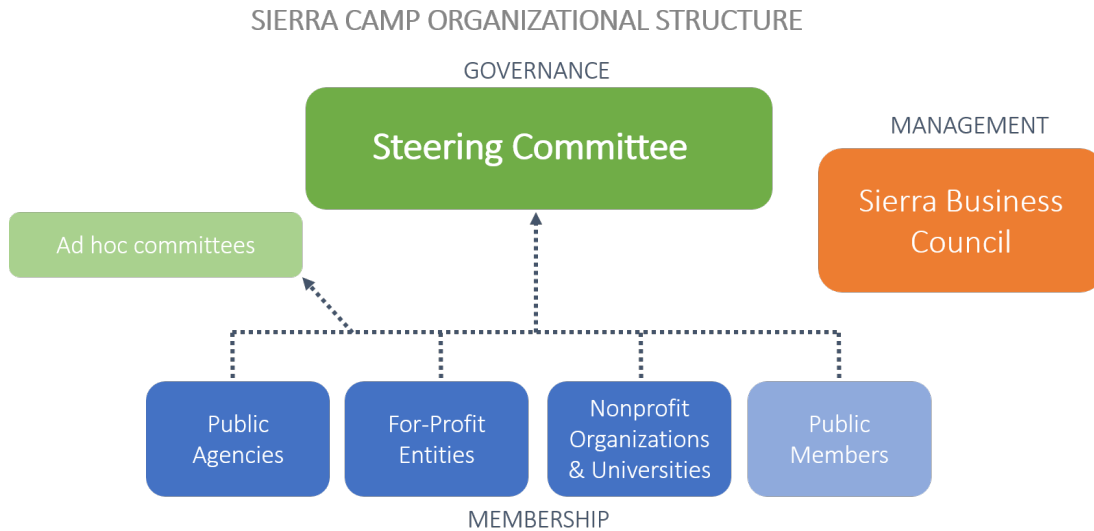 SIERRA CAMP ORGANIZATIONAL STRUCTURE
GOVERNANCE
Steering Committee
MANAGEMENT
Sierra Business
Council
Ad hoc committees
Public
Agencies
For-Profit
Entities
Nonprofit
Organizations
& Universities
Public
Members
MEMBERSHIP